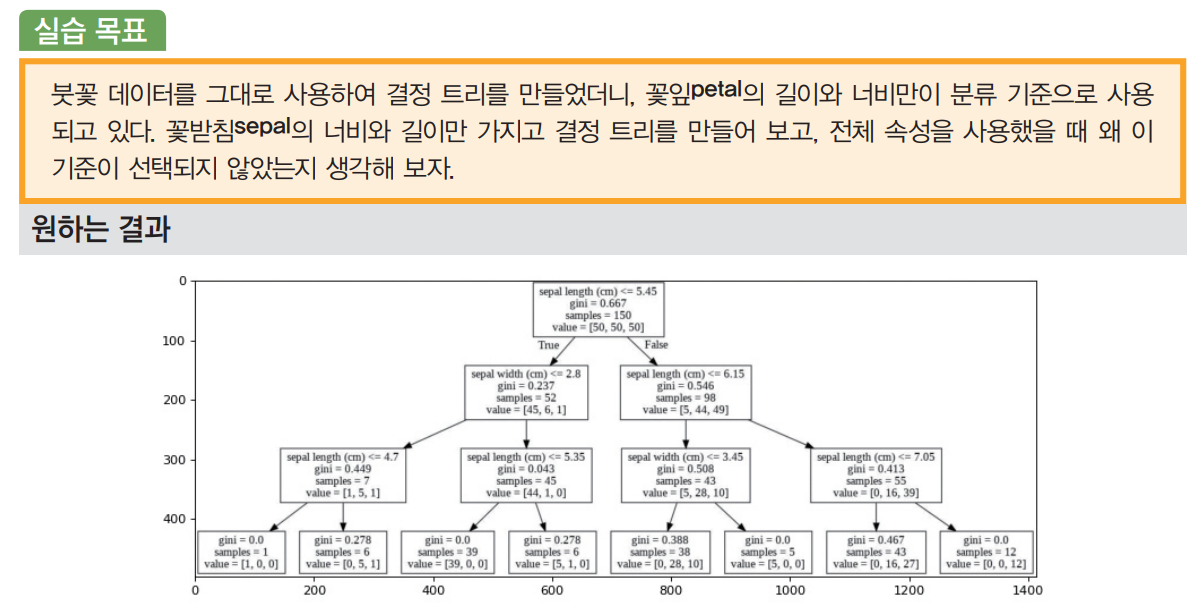 실습 목표
붓꽃 데이터를 그대로 사용하여 결정 트리를 만들었더니, 꽃잎petal의 길이와 너비만이 분류 기준으로 사용
되고 있다. 꽃받침sepal의 너비와 길이만 가지고 결정 트리를 만들어 보고, 전체 속성을 사용했을 때 왜 이
기준이 선택되지 않았는지 생각해 보자.
원하는 결과
0
sepal length (cm) <= 5.45
gini = 0.667
samples = 150
value = [50, 50, 50]
100
True
False
sepal width (cm) <= 2.8
gini = 0.237
samples = 52
value = [45, 6, 1]
sepal length (cm) <= 6.15
gini = 0.546
samples = 98
value = [5, 44, 49]
200
300
sepal length (cm) <= 4.7
gini = 0.449
samples = 7
value = [1, 5, 1]
sepal length (cm) <= 5.35
gini = 0.043
samples = 45
value = [44, 1, 0]
sepal width (cm) <= 3.45
gini = 0.508
samples = 43
value = [5, 28, 10]
sepal length (cm) <= 7.05
gini = 0.413
samples = 55
value = [0, 16, 39]
400
gini = 0.0
samples = 1
value = [1, 0, 0]
gini = 0.278
samples = 6
value = [0, 5, 1]
gini = 0.0
samples = 39
value = [39, 0, 0]
gini = 0.278
samples = 6
value = [5, 1, 0]
gini = 0.388
samples = 38
value = [0, 28, 10]
gini = 0.0
samples = 5
value = [5, 0, 0]
gini = 0.467
samples = 43
value = [0, 16, 27]
gini = 0.0
samples = 12
value = [0, 0, 12]
0 200 400 600 800 1000 1200 1400